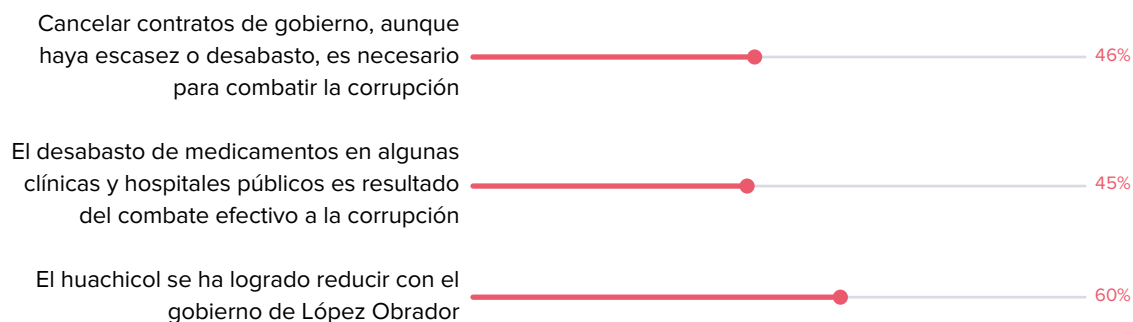 Cancelar contratos de gobierno, aunque
haya escasez o desabasto, es necesario
para combatir la corrupción
46%
El desabasto de medicamentos en algunas
clínicas y hospitales públicos es resultado
del combate efectivo a la corrupción
45%
El huachicol se ha logrado reducir con el
gobierno de López Obrador
60%